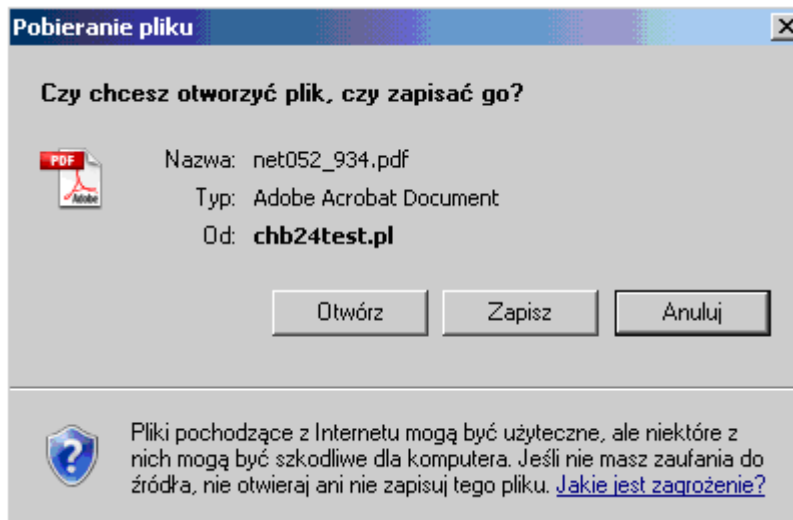 Pobieranie pliku
Czy chcesz otworzyć plik, czy zapisać go?
PDF
Adobe
Nazwa: net052_934.pdf
Typ: Adobe Acrobat Document
Od: chb24test.pl
Otwórz Zapisz Anuluj
Pliki pochodzące z Internetu mogą być użyteczne, ale niektóre z
nich mogą być szkodliwe dla komputera. Jeśli nie masz zaufania do
źródła, nie otwieraj ani nie zapisuj tego pliku. Jakie jest zagrożenie?